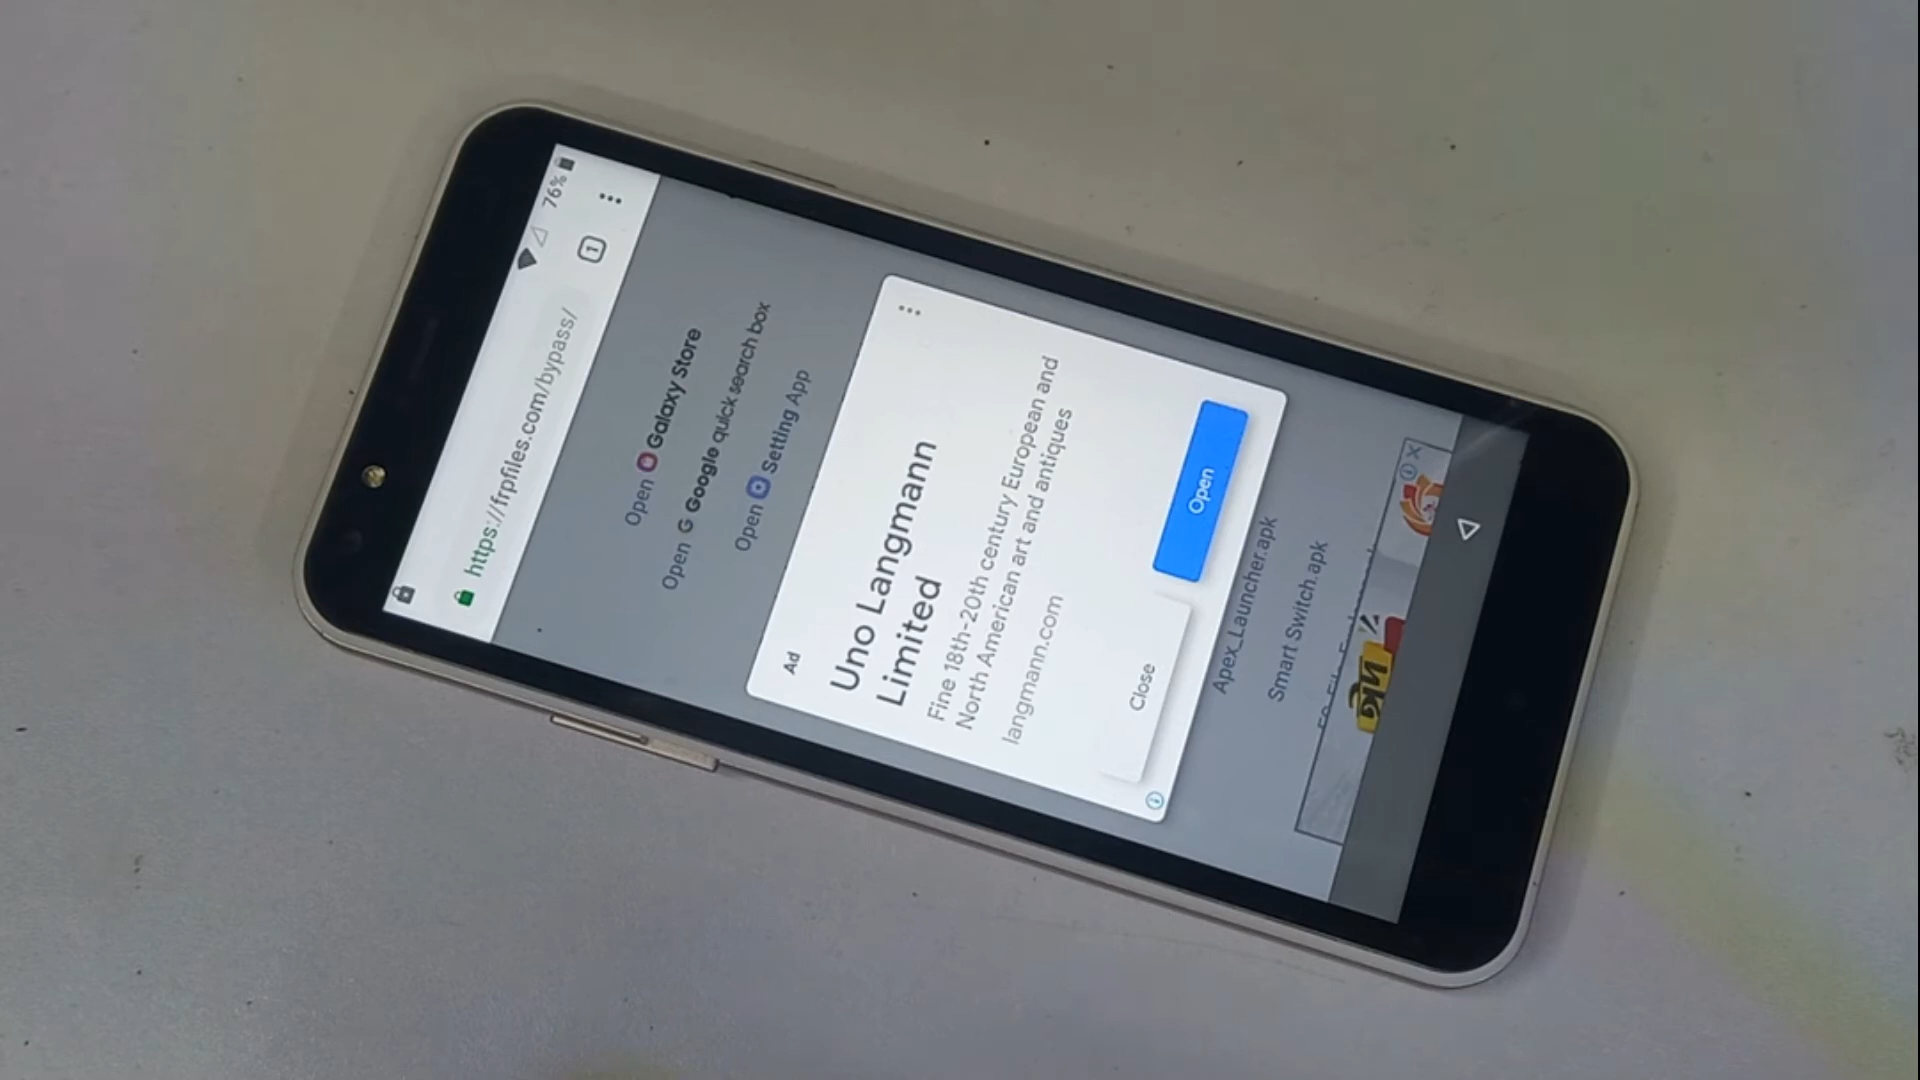 76%
https://frpfiles.com/bypass/
1
Open Galaxy Store
Open G Google quick search box
Open Setting App
Ad
Uno Langmann
Limited
Fine 18th-20th century European and
North American art and antiques
langmann.com
Close
Open
Apex_Launcher.apk
Smart Switch.apk